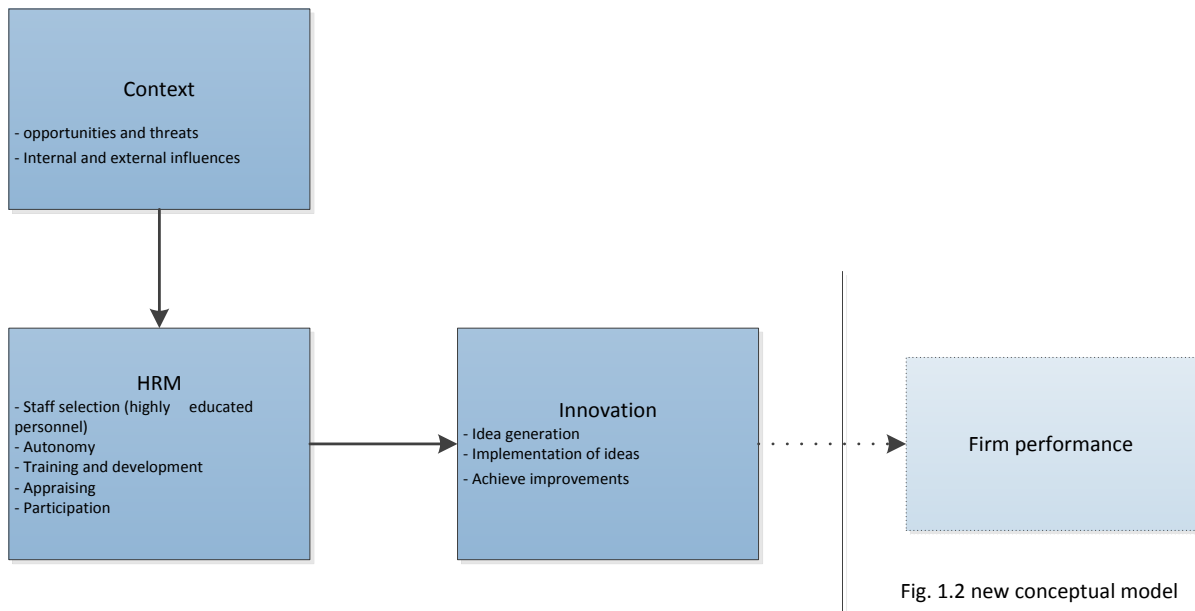 Context
- opportunities and threats
- Internal and external influences
HRM
- Staff selection (highly educated
personnel)
- Autonomy
- Training and development
- Appraising
- Participation
Innovation
- Idea generation
- Implementation of ideas
- Achieve improvements
Firm performance
Fig. 1.2 new conceptual model